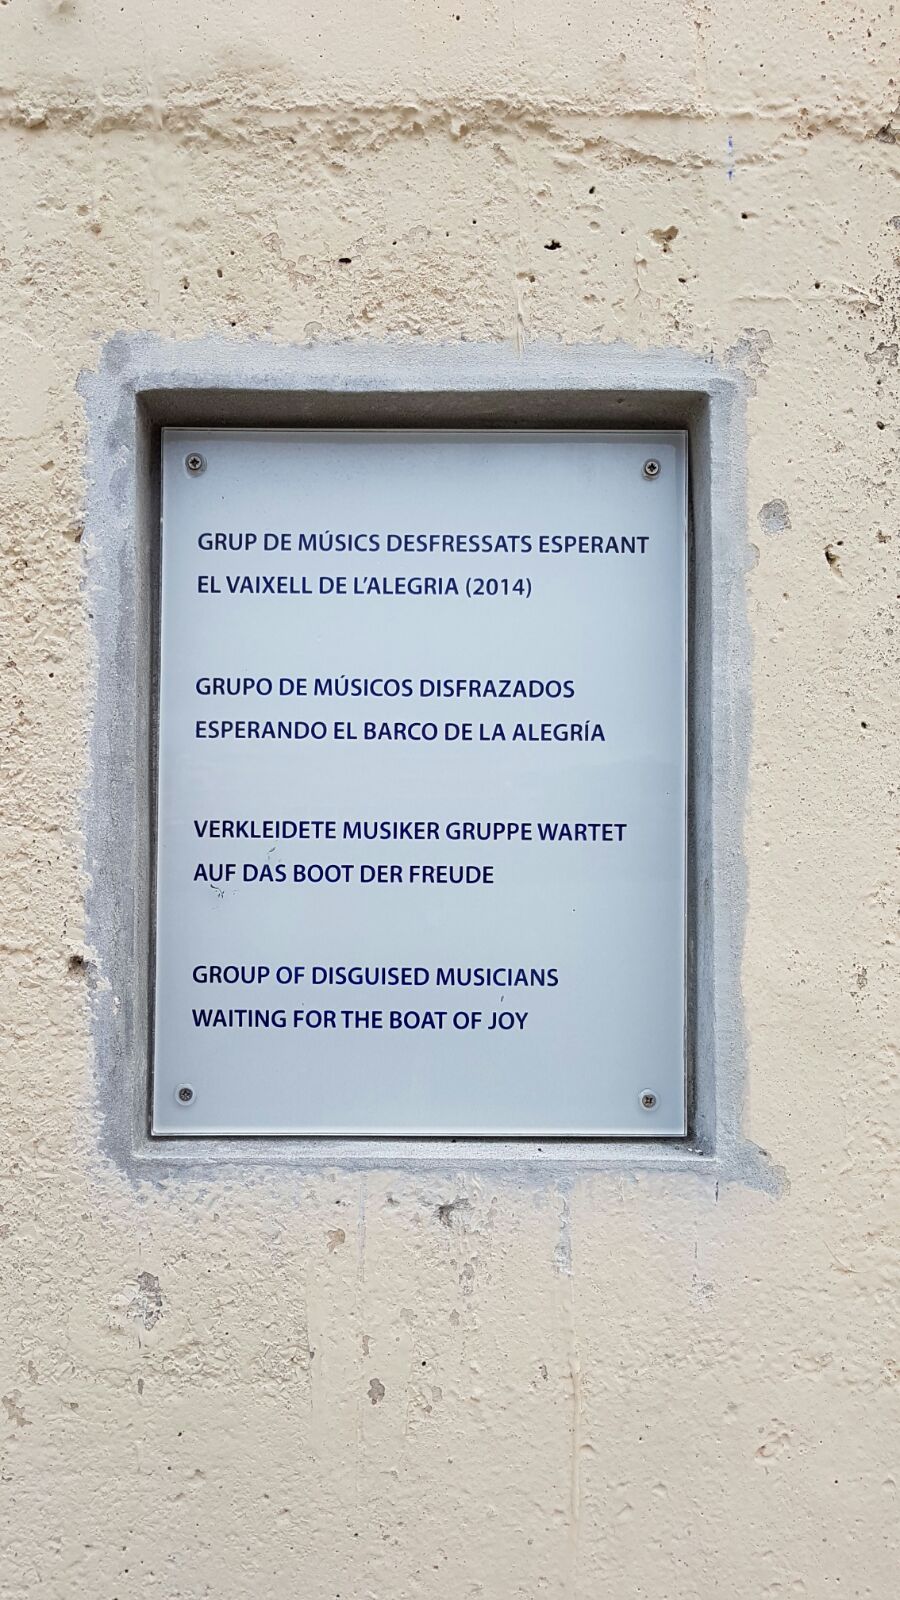 GRUP DE MÚSICS DESFRESSATS ESPERANT
EL VAIXELL DE L'ALEGRIA (2014)
GRUPO DE MÚSICOS DISFRAZADOS
ESPERANDO EL BARCO DE LA ALEGRÍA
VERKLEIDETE MUSIKER GRUPPE WARTET
AUF DAS BOOT DER FREUDE
GROUP OF DISGUISED MUSICIANS
WAITING FOR THE BOAT OF JOY